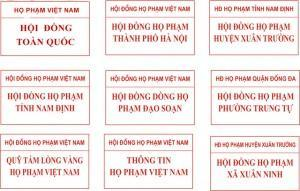 HỌ PHẠM VIỆT NAM
HỘI ĐỒNG
TOÀN QUỐC
HỘI ĐỒNG HỌ PHẠM VIỆT NAM
HỘI ĐỒNG HỌ PHẠM
THÀNH PHỐ HÀ NỘI
HĐ HỌ PHẠM TỈNH NAM ĐỊNH
HỘI ĐỒNG HỌ PHẠM
HUYỆN XUÂN TRƯỜNG
HỘI ĐỒNG HỌ PHẠM VIỆT NAM
HỘI ĐỒNG HỌ PHẠM
TỈNH NAM ĐỊNH
HỘI ĐỒNG HỌ PHẠM VIỆT NAM
HỘI ĐỒNG DÒNG HỌ
PHẠM ĐẠO SOẠN
HĐ HỌ PHẠM QUẬN ĐỐNG ĐA
HỘI ĐỒNG HỌ PHẠM
PHƯỜNG TRUNG TỰ
HỘI ĐỒNG HỌ PHẠM VIỆT NAM
QUỸ TẤM LÒNG VÀNG
HỌ PHẠM VIỆT NAM
HỘI ĐỒNG HỌ PHẠM VIỆT NAM
THÔNG TIN
HỌ PHẠM VIỆT NAM
HĐ HỌ PHẠM HUYỆN XUÂN TRƯỜNG
HỘI ĐỒNG HỌ PHẠM
XÃ XUÂN NINH